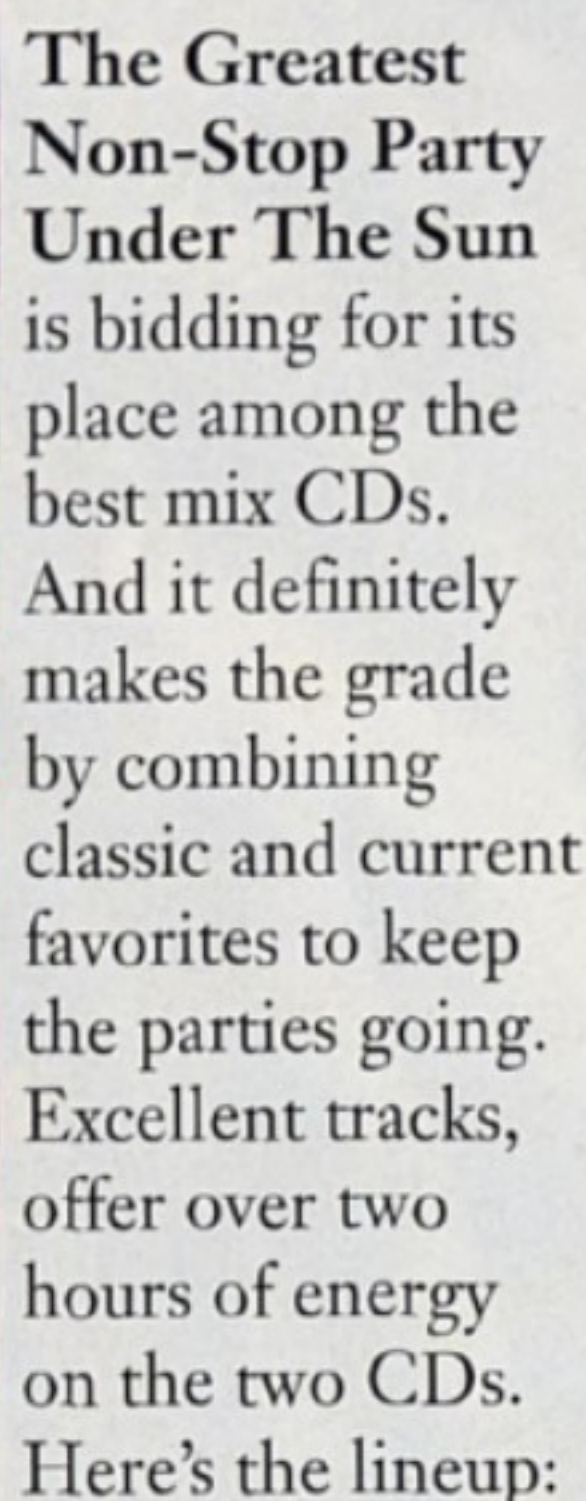 The Greatest
Non-Stop Party
Under The Sun
is bidding for its
place among the
best mix CDs.
And it definitely
makes the grade
by combining
classic and current
favorites to keep
the parties going.
Excellent tracks,
offer over two
hours of energy
on the two CDs.
Here’s the lineup: